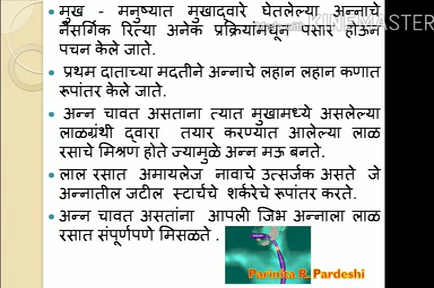 • मुख - मनुष्यात मुखाद्वारे घेतलेल्या अन्नाचे
नैसर्गिक रित्या अनेक प्रक्रियांमधून पसार होऊन
पचन केले जाते.
• प्रथम दाताच्या मदतीने अन्नाचे लहान लहान कणात
रूपांतर केले जाते.
• अन्न चावत असताना त्यात मुखामध्ये असलेल्या
लाळग्रंथी द्वारा तयार करण्यात आलेल्या लाळ
रसाचे मिश्रण होते ज्यामुळे अन्न मऊ बनते.
• लाल रसात अमायलेज नावाचे उत्सर्जक असते जे
अन्नातील जटील स्टार्चचे शर्करेचे रूपांतर करते.
• अन्न चावत असतांना आपली जिभ अन्नाला लाळ
रसात संपूर्णपणे मिसळते .
Parinita R. Pardeshi
KINEMASTER